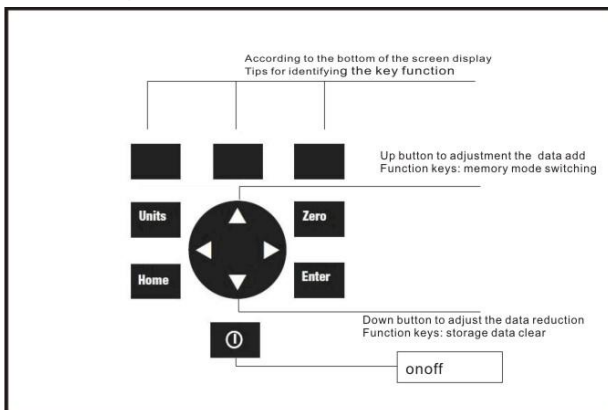 According to the bottom of the screen display
Tips for identifying the key function
Up button to adjustment the data add
Function keys: memory mode switching
Units
Zero
Home
Enter
Down button to adjust the data reduction
Function keys: storage data clear
onoff